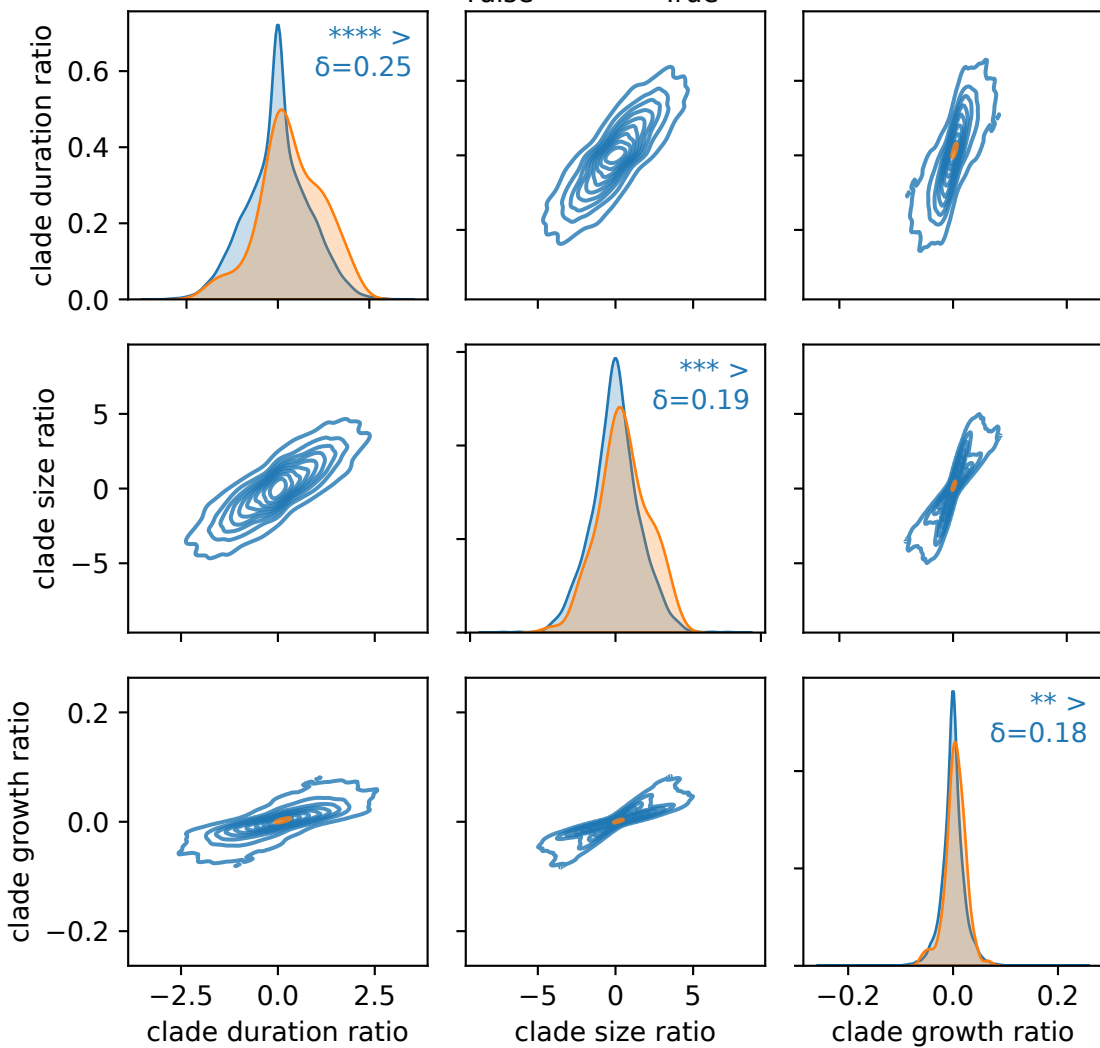 clade duration ratio
0.6
0.4
0.2
0.0
**** >
δ=0.25
clade size ratio
5
0
−5
*** >
δ=0.19
clade growth ratio
0.2
0.0
−0.2
** >
δ=0.18
−2.5 0.0 2.5
−5 0 5
−0.2 0.0 0.2
clade duration ratio
clade size ratio
clade growth ratio